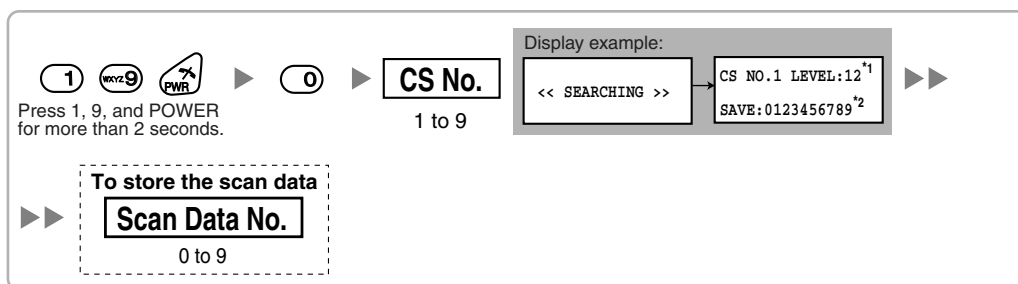 Display example:
1 WXYZ 9 PWR 0 CS No. << SEARCHING >> CS NO.1 LEVEL:12*1
SAVE:0123456789*2
Press 1, 9, and POWER
for more than 2 seconds.
1 to 9
To store the scan data
Scan Data No.
0 to 9